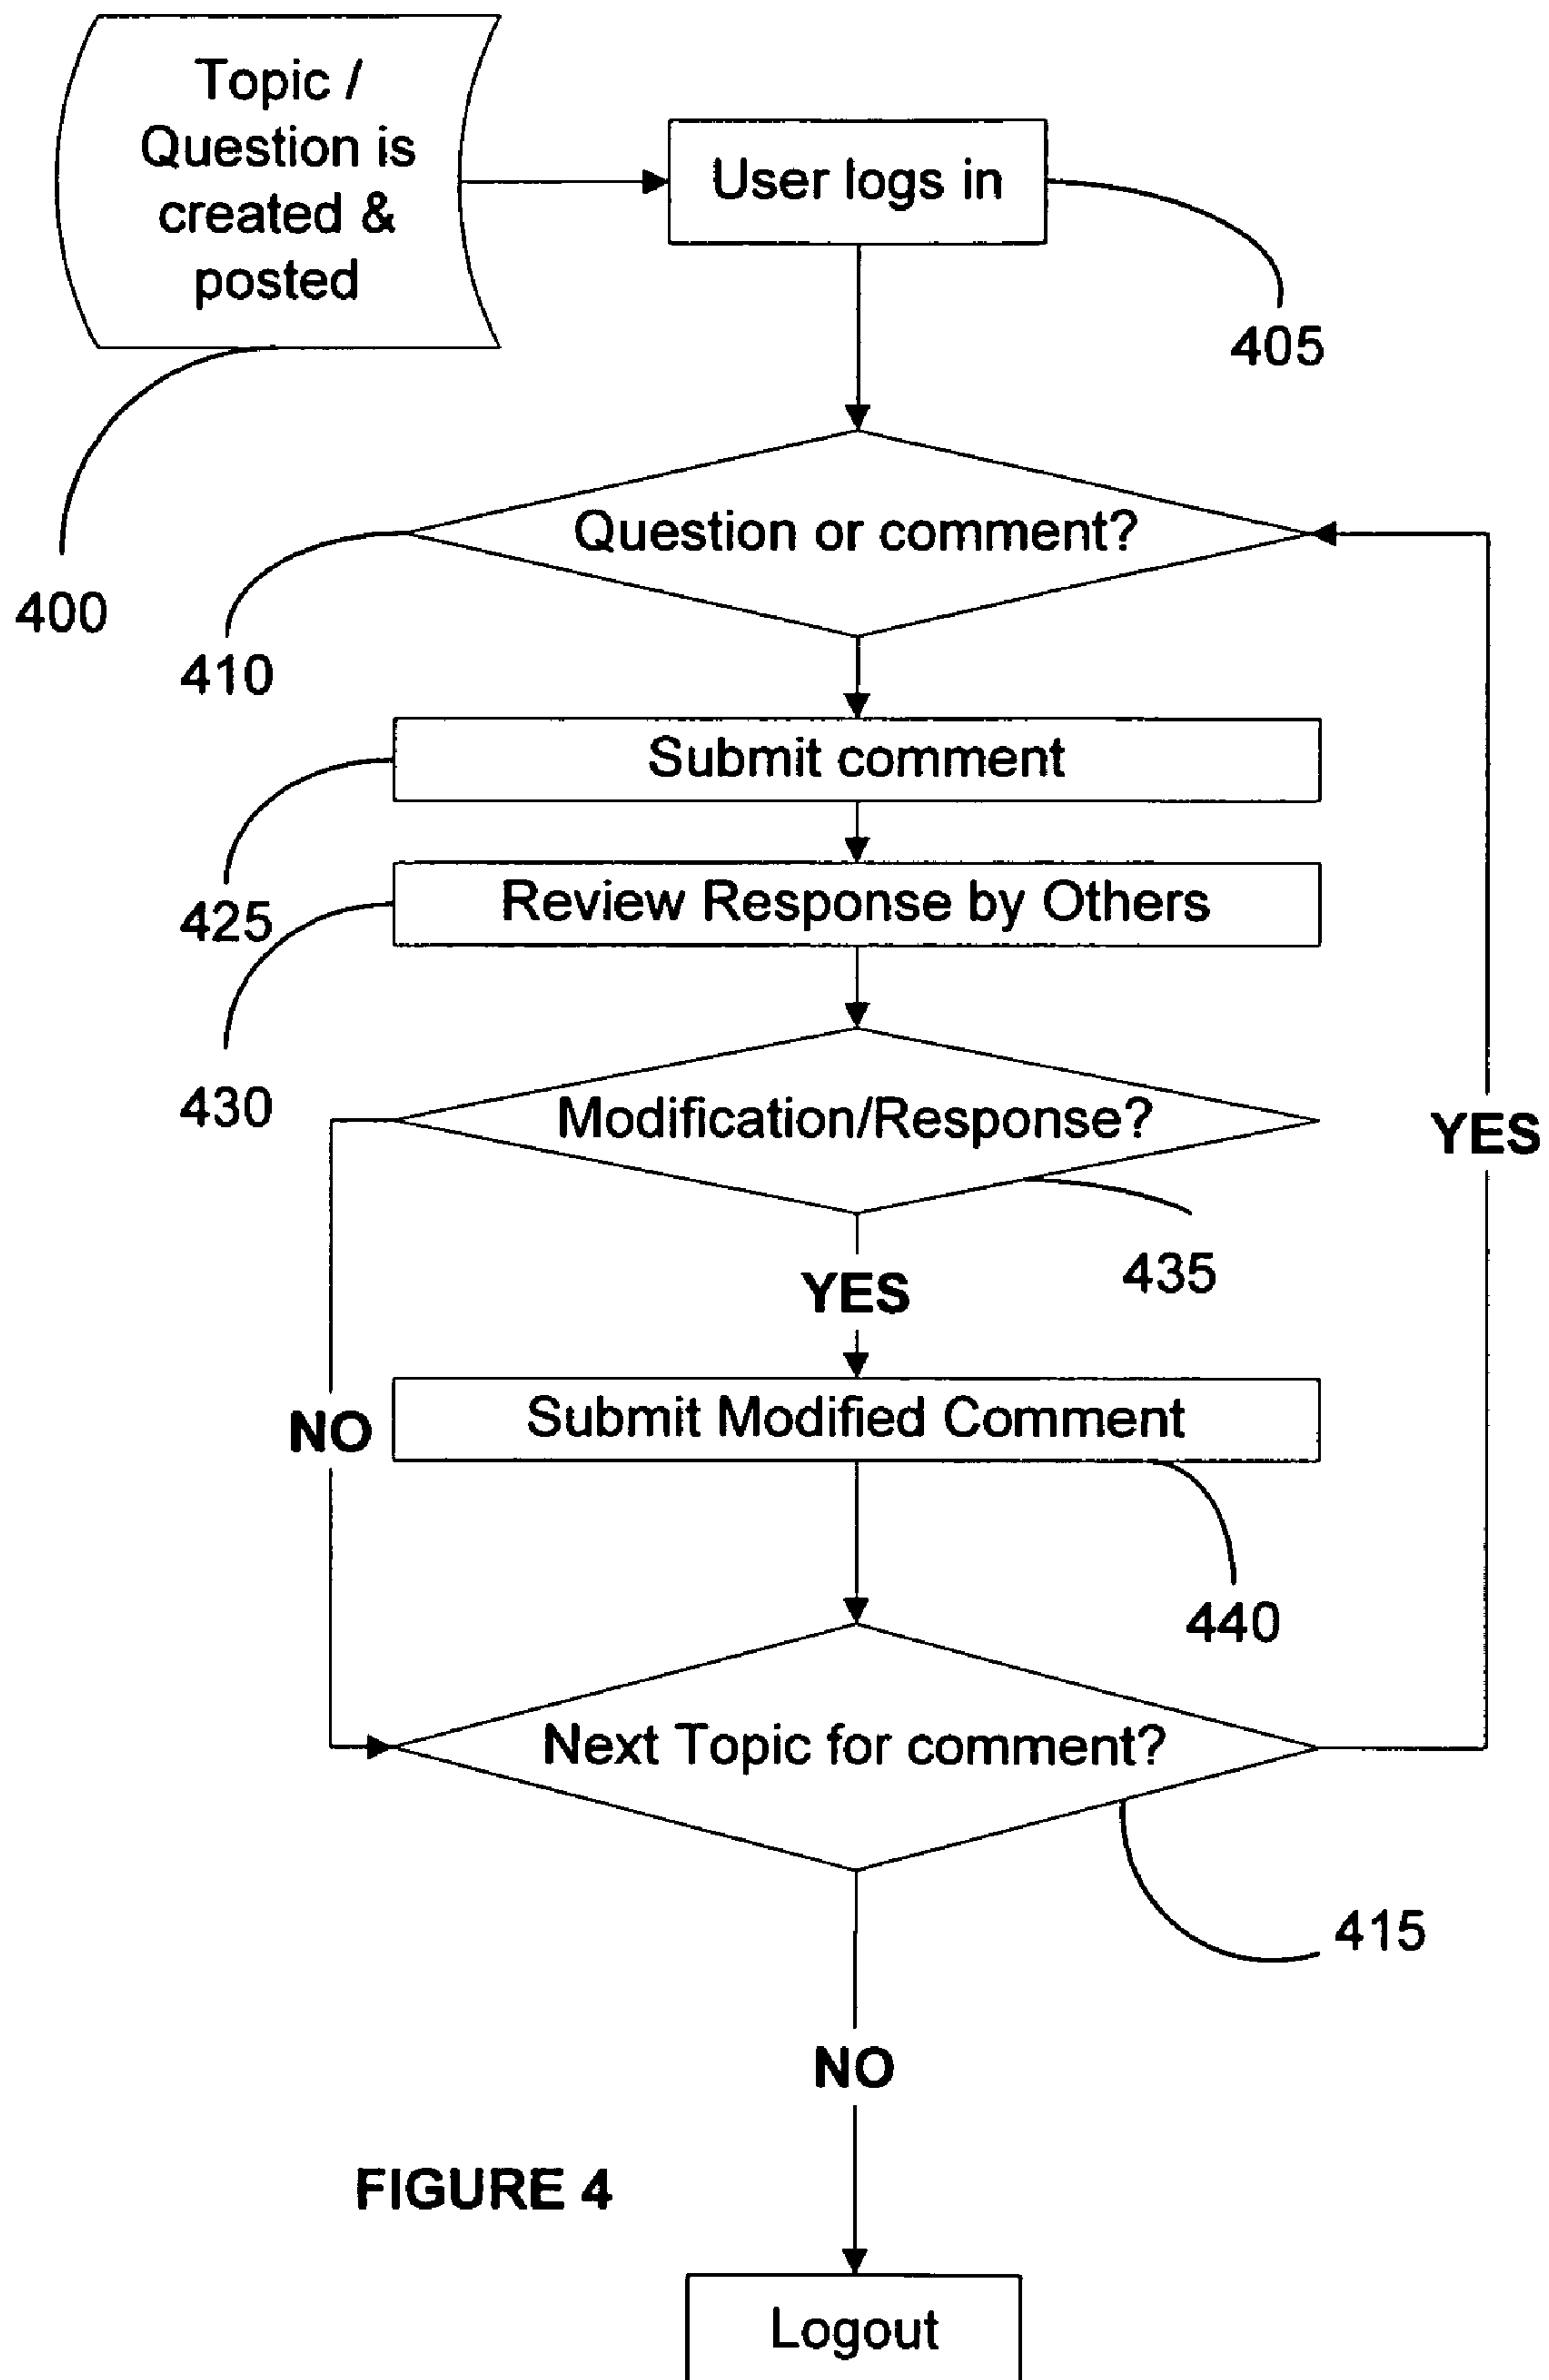 Topic /
Question is
created &
posted
User logs in
405
Question or comment?
400
410
Submit comment
425
Review Response by Others
430
Modification/Response?
YES
435
YES
NO
Submit Modified Comment
440
Next Topic for comment?
415
NO
FIGURE 4
Logout